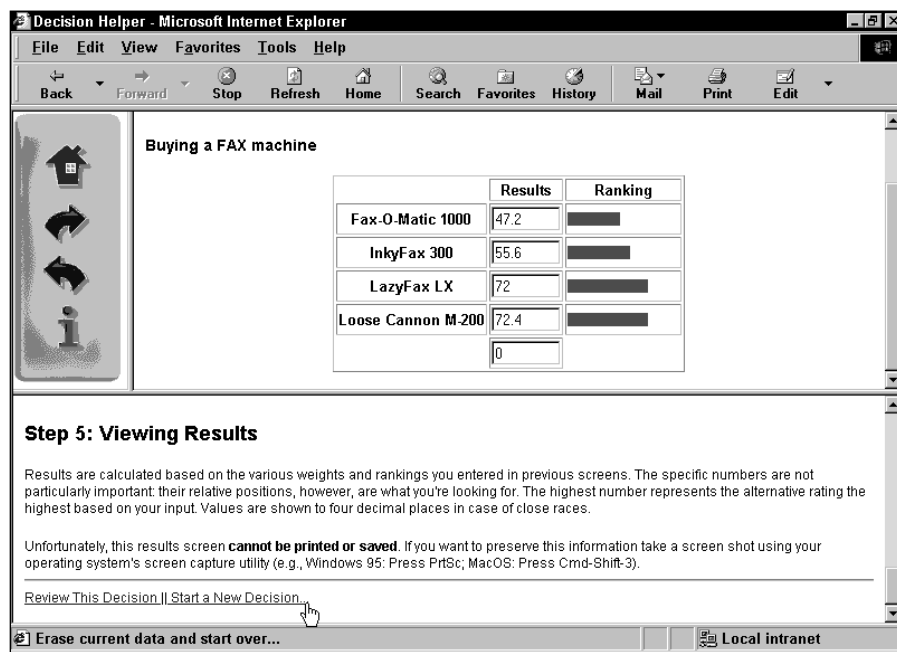 Decision Helper - Microsoft Internet Explorer
File Edit View Favorites Tools Help
Back Forward Stop Refresh Home Search Favorites History Mail Print Edit
Buying a FAX machine
Results Ranking
Fax-O-Matic 1000 47.2
InkyFax 300 55.6
LazyFax LX 72
Loose Cannon M-200 72.4
0
Step 5: Viewing Results
Results are calculated based on the various weights and rankings you entered in previous screens. The specific numbers are not
particularly important: their relative positions, however, are what you're looking for. The highest number represents the alternative rating the
highest based on your input. Values are shown to four decimal places in case of close races.
Unfortunately, this results screen cannot be printed or saved. If you want to preserve this information take a screen shot using your
operating system's screen capture utility (e.g., Windows 95: Press PrtSc; MacOS: Press Cmd-Shift-3).
Review This Decision || Start a New Decision...
Erase current data and start over... Local intranet